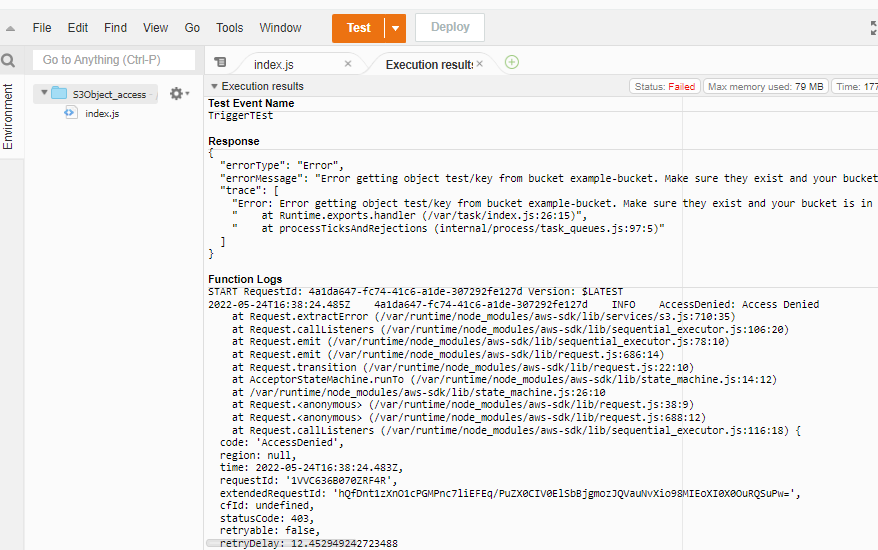 File Edit Find View Go Tools Window Test Deploy
Go to Anything (Ctrl-P)
index.js
Execution results
Environment
S3Object_access
index.js
Execution results
Status: Failed
Max memory used: 79 MB
Time: 177
Test Event Name
TriggerTEst
Response
{
"errorType": "Error",
"errorMessage": "Error getting object test/key from bucket example-bucket. Make sure they exist and your bucket
"trace": [
"Error: Error getting object test/key from bucket example-bucket. Make sure they exist and your bucket is in
"    at Runtime.exports.handler (/var/task/index.js:26:15)",
"    at processTicksAndRejections (internal/process/task_queues.js:97:5)"
]
}
Function Logs
START RequestId: 4a1da647-fc74-41c6-a1de-307292fe127d Version: $LATEST
2022-05-24T16:38:24.485Z    4a1da647-fc74-41c6-a1de-307292fe127d    INFO    AccessDenied: Access Denied
at Request.extractError (/var/runtime/node_modules/aws-sdk/lib/services/s3.js:710:35)
at Request.callListeners (/var/runtime/node_modules/aws-sdk/lib/sequential_executor.js:106:20)
at Request.emit (/var/runtime/node_modules/aws-sdk/lib/sequential_executor.js:78:10)
at Request.emit (/var/runtime/node_modules/aws-sdk/lib/request.js:686:14)
at Request.transition (/var/runtime/node_modules/aws-sdk/lib/request.js:22:10)
at AcceptorStateMachine.runTo (/var/runtime/node_modules/aws-sdk/lib/state_machine.js:14:12)
at /var/runtime/node_modules/aws-sdk/lib/state_machine.js:26:10
at Request.<anonymous> (/var/runtime/node_modules/aws-sdk/lib/request.js:38:9)
at Request.<anonymous> (/var/runtime/node_modules/aws-sdk/lib/request.js:688:12)
at Request.callListeners (/var/runtime/node_modules/aws-sdk/lib/sequential_executor.js:116:18) {
code: 'AccessDenied',
region: null,
time: 2022-05-24T16:38:24.483Z,
requestId: '1VVC636B070ZRF4R',
extendedRequestId: 'hQfDnt1zXnO1cPGMPnc7liEFEq/PuZX0CIV0ElSbBjgmozJQVauNvXio98MIEoXI0X0OuRQSuPw=',
cfId: undefined,
statusCode: 403,
retryable: false,
retryDelay: 12.452949242723488